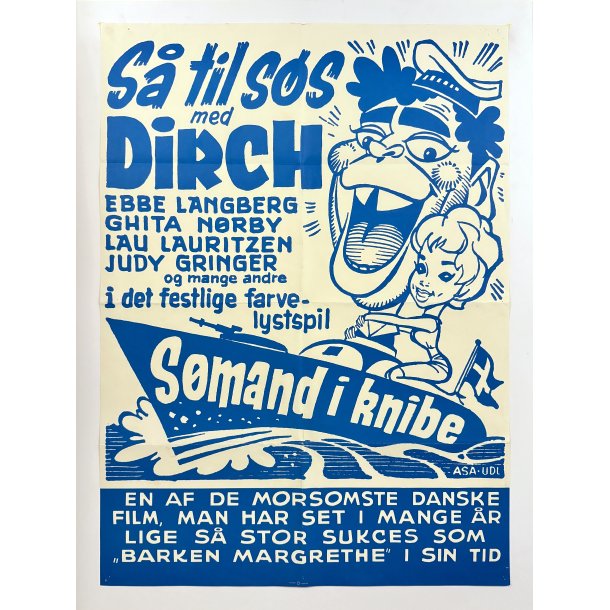 Så til søs
med
DIRCH
EBBE LANGBERG
GHITA NØRBY
LAU LAURITZEN
JUDY GRINGER
og mange andre
i det festlige farve-
lystspil
Sømand i knibe
ASA-UDL
EN AF DE MORSOMSTE DANSKE
FILM, MAN HAR SET I MANGE ÅR
LIGE SÅ STOR SUKCES SOM
„BARKEN MARGRETHE" I SIN TID